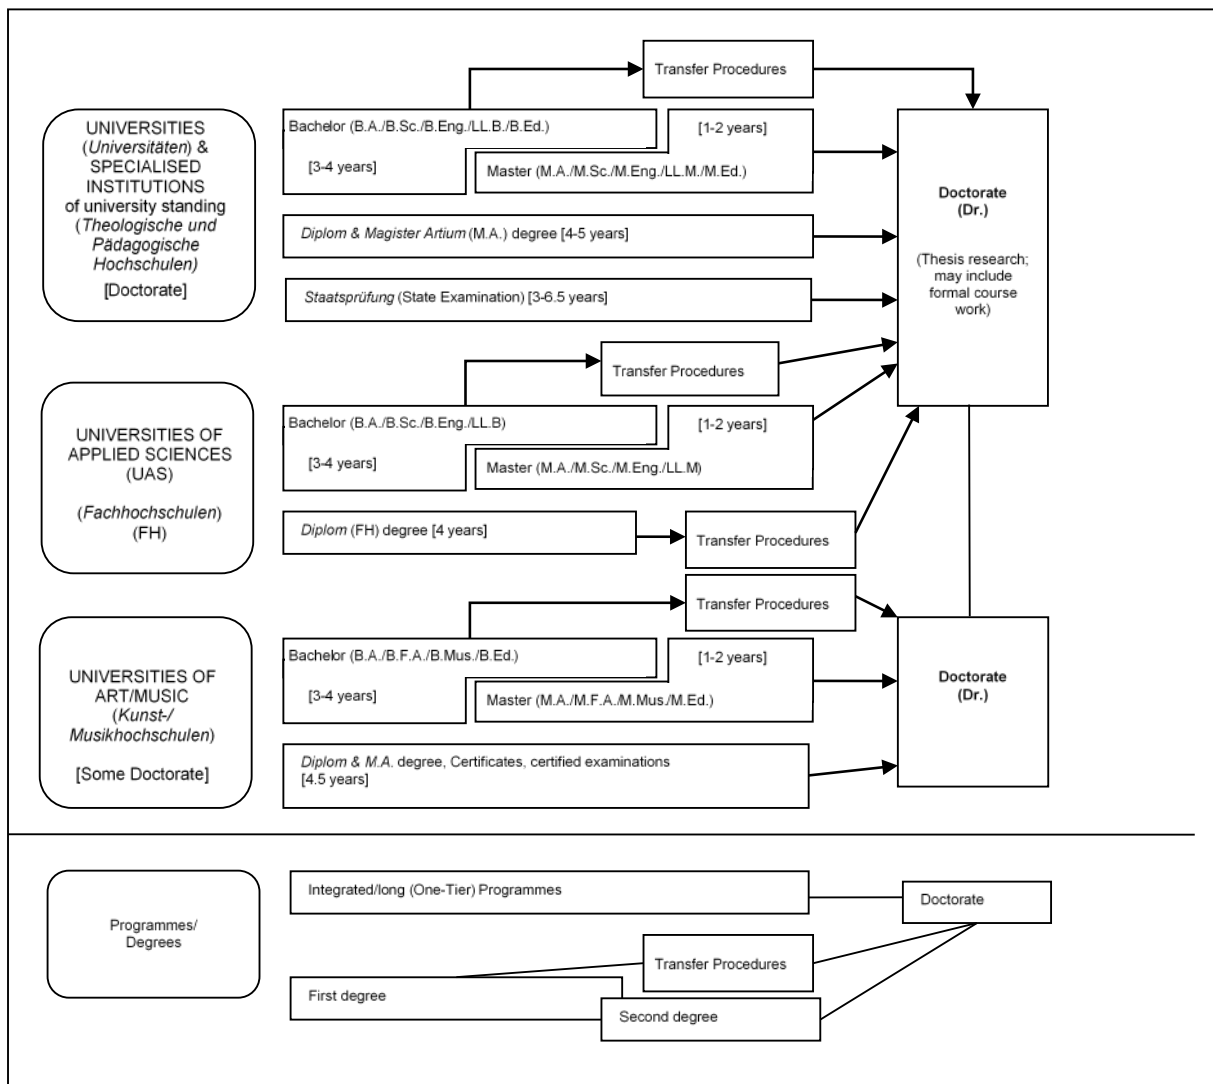 Transfer Procedures
UNIVERSITIES
(Universitäten) &
SPECIALISED
INSTITUTIONS
of university standing
(Theologische und
Pädagogische
Hochschulen)
[Doctorate]
Bachelor (B.A./B.Sc./B.Eng./LL.B./B.Ed.)
[3-4 years]
[1-2 years]
Master (M.A./M.Sc./M.Eng./LL.M./M.Ed.)
Diplom & Magister Artium (M.A.) degree [4-5 years]
Staatsprüfung (State Examination) [3-6.5 years]
Doctorate
(Dr.)
(Thesis research;
may include
formal course
work)
Transfer Procedures
UNIVERSITIES OF
APPLIED SCIENCES
(UAS)
(Fachhochschulen)
(FH)
Bachelor (B.A./B.Sc./B.Eng./LL.B)
[3-4 years]
[1-2 years]
Master (M.A./M.Sc./M.Eng./LL.M)
Diplom (FH) degree [4 years]
Transfer Procedures
Transfer Procedures
UNIVERSITIES OF
ART/MUSIC
(Kunst-/
Musikhochschulen)
[Some Doctorate]
Bachelor (B.A./B.F.A./B.Mus./B.Ed.)
[3-4 years]
[1-2 years]
Master (M.A./M.F.A./M.Mus./M.Ed.)
Diplom & M.A. degree, Certificates, certified examinations
[4.5 years]
Doctorate
(Dr.)
Programmes/
Degrees
Integrated/long (One-Tier) Programmes
Doctorate
Transfer Procedures
First degree
Second degree